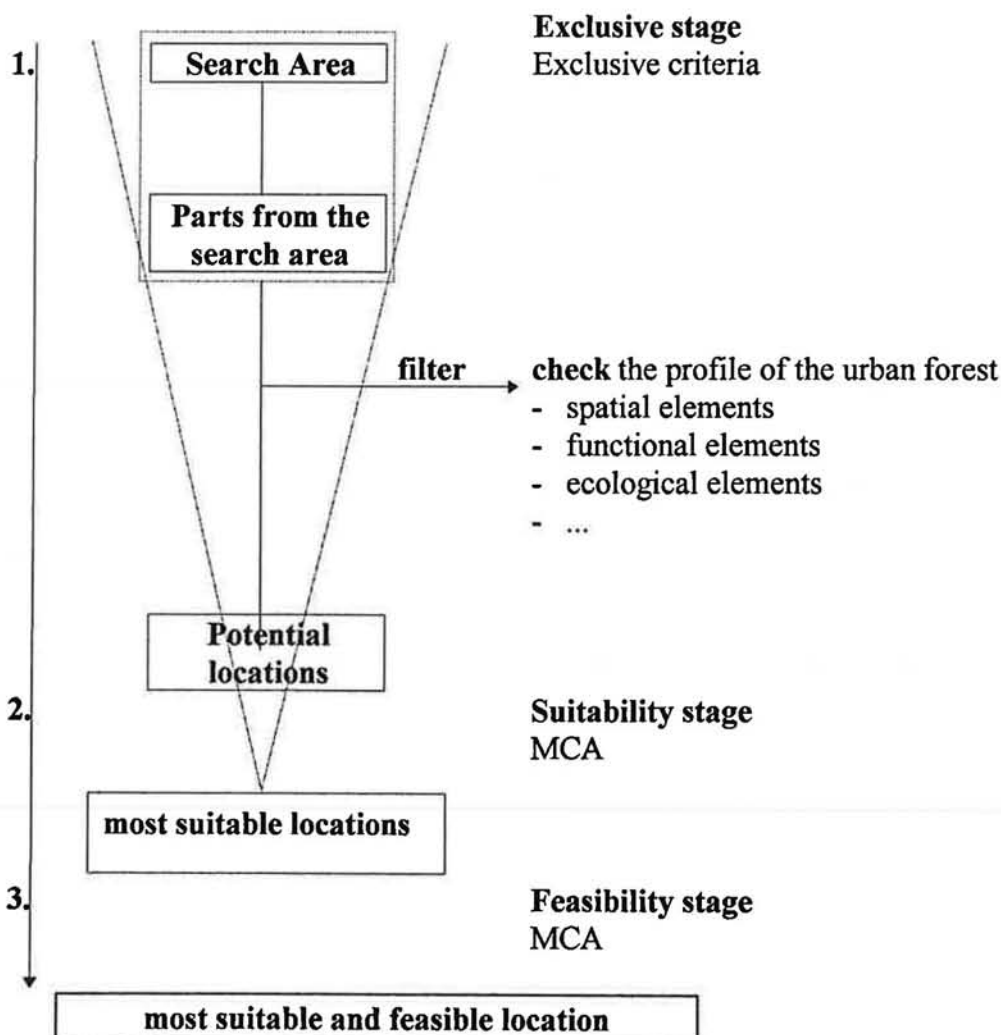 Exclusive stage
1.
Search Area
Exclusive criteria
Parts from the
search area
filter
check the profile of the urban forest
- spatial elements
- functional elements
- ecological elements
- ...
Potential
locations
2.
Suitability stage
MCA
most suitable locations
3.
Feasibility stage
MCA
most suitable and feasible location